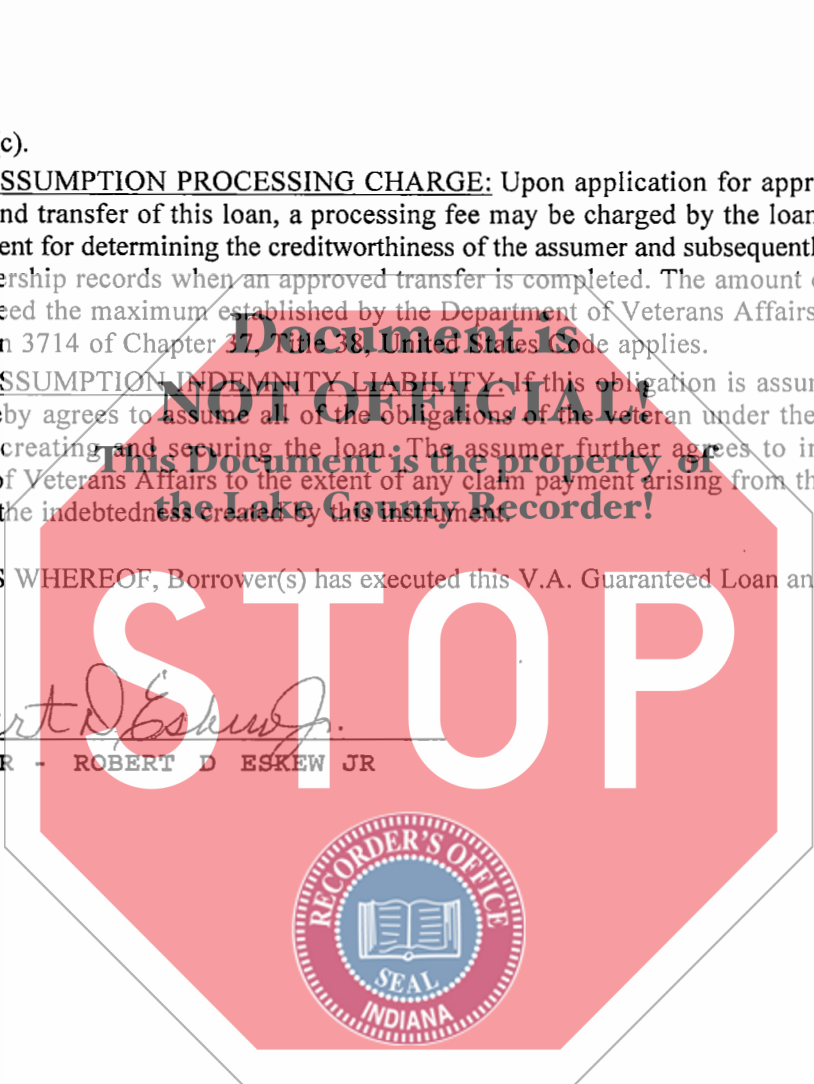 c).
SSUMPTION PROCESSING CHARGE: Upon application for appr
nd transfer of this loan, a processing fee may be charged by the loan
ent for determining the creditworthiness of the assumer and subsequentl
ership records when an approved transfer is completed. The amount
eed the maximum established by the Department of Veterans Affairs
n 3714 of Chapter 37, Title 38, United States Code applies.
Document is
SSUMPTION INDEMNITY LIABILITY: If this obligation is assu
NOT OFFICIAL!
by agrees to assume all of the obligations of the veteran under the
creating and securing the loan. The assumer further agrees to in
This Document is the property of
of Veterans Affairs to the extent of any claim payment arising from th
the indebtedness created by this instrument.
the Lake County Recorder!
S WHEREOF, Borrower(s) has executed this V.A. Guaranteed Loan an
STOP
rt D Eskew Jr.
R - ROBERT D ESKEW JR
RECORDER'S OFFICE
SEAL
INDIANA